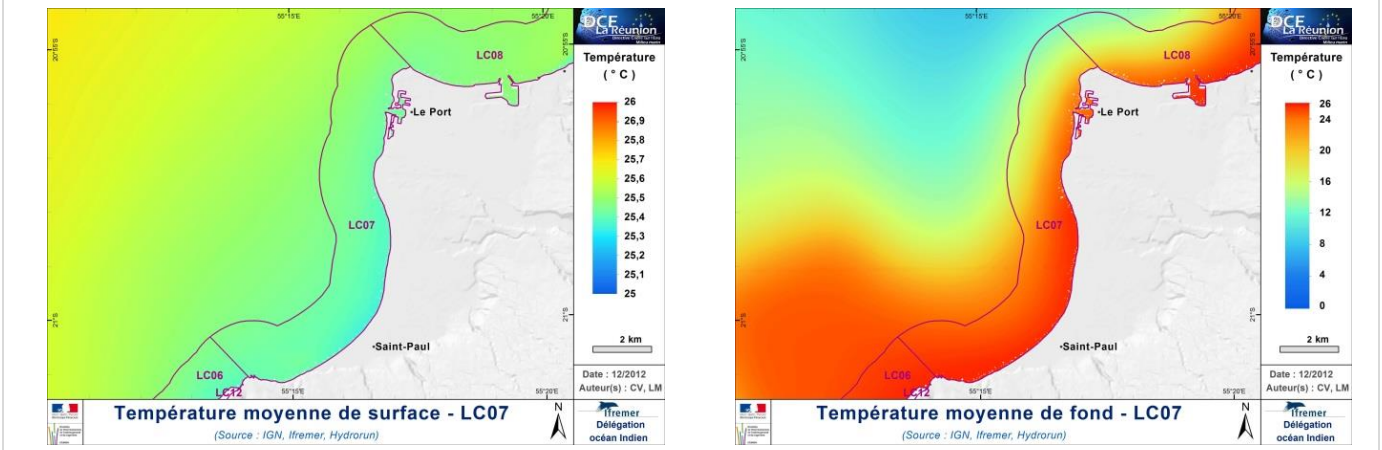 55°15'E
55°20'E
DCE
La Réunion
20°55'S
20°55'S
LC08
Température
( ° C )
26
26,9
25,8
25,7
25,6
25,5
25,4
25,3
25,2
25,1
25
Le Port
LC07
21°S
21°S
2 km
Saint-Paul
LC06
LC12
55°15'E
55°20'E
Date : 12/2012
Auteur(s) : CV, LM
Température moyenne de surface - LC07
(Source : IGN, Ifremer, Hydrorun)
N
Ifremer
Délégation
océan Indien
55°15'E
55°20'E
DCE
La Réunion
20°55'S
20°55'S
LC08
Température
( ° C )
26
24
20
16
12
8
4
0
Le Port
LC07
21°S
21°S
2 km
Saint-Paul
LC06
LC12
55°15'E
55°20'E
Date : 12/2012
Auteur(s) : CV, LM
Température moyenne de fond - LC07
(Source : IGN, Ifremer, Hydrorun)
N
Ifremer
Délégation
océan Indien